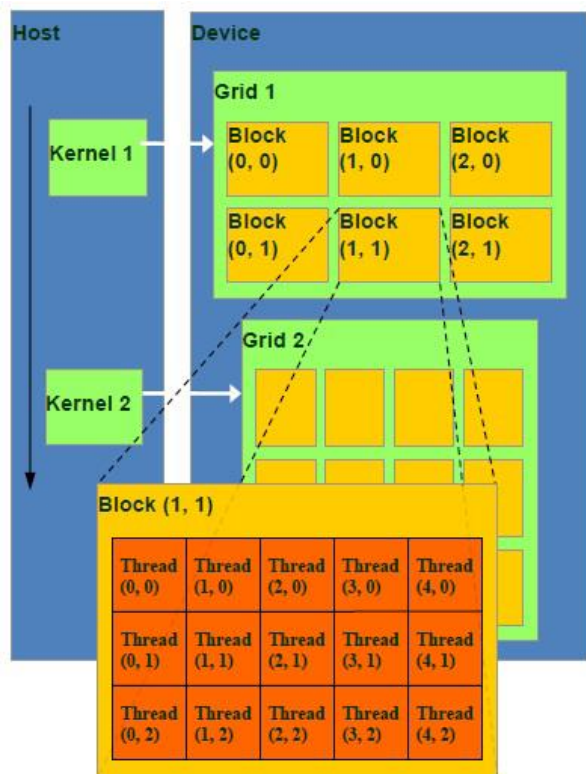 Host
Device
Grid 1
Kernel 1
Block
(0, 0)
Block
(1, 0)
Block
(2, 0)
Block
(0, 1)
Block
(1, 1)
Block
(2, 1)
Grid 2
Kernel 2
Block (1, 1)
Thread
(0, 0)
Thread
(1, 0)
Thread
(2, 0)
Thread
(3, 0)
Thread
(4, 0)
Thread
(0, 1)
Thread
(1, 1)
Thread
(2, 1)
Thread
(3, 1)
Thread
(4, 1)
Thread
(0, 2)
Thread
(1, 2)
Thread
(2, 2)
Thread
(3, 2)
Thread
(4, 2)